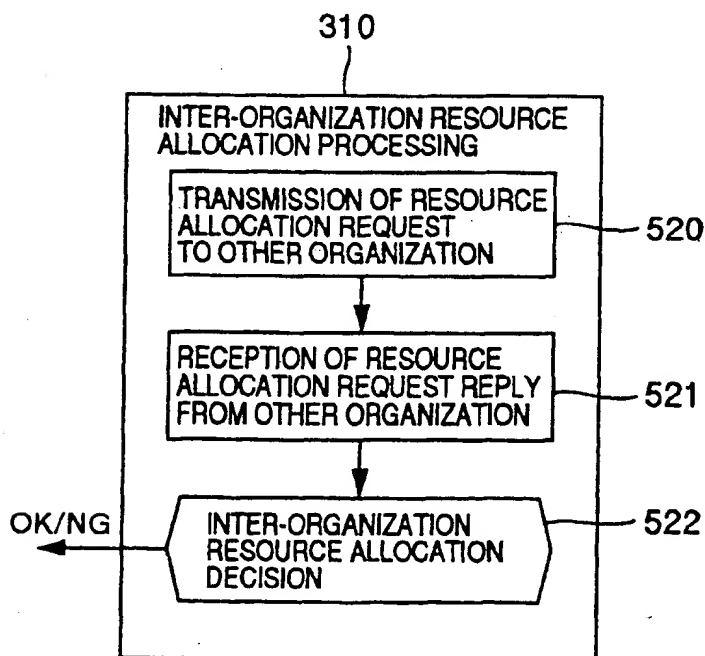 310
INTER-ORGANIZATION RESOURCE
ALLOCATION PROCESSING
TRANSMISSION OF RESOURCE
ALLOCATION REQUEST
TO OTHER ORGANIZATION
520
RECEPTION OF RESOURCE
ALLOCATION REQUEST REPLY
FROM OTHER ORGANIZATION
521
OK/NG
INTER-ORGANIZATION
RESOURCE ALLOCATION
DECISION
522